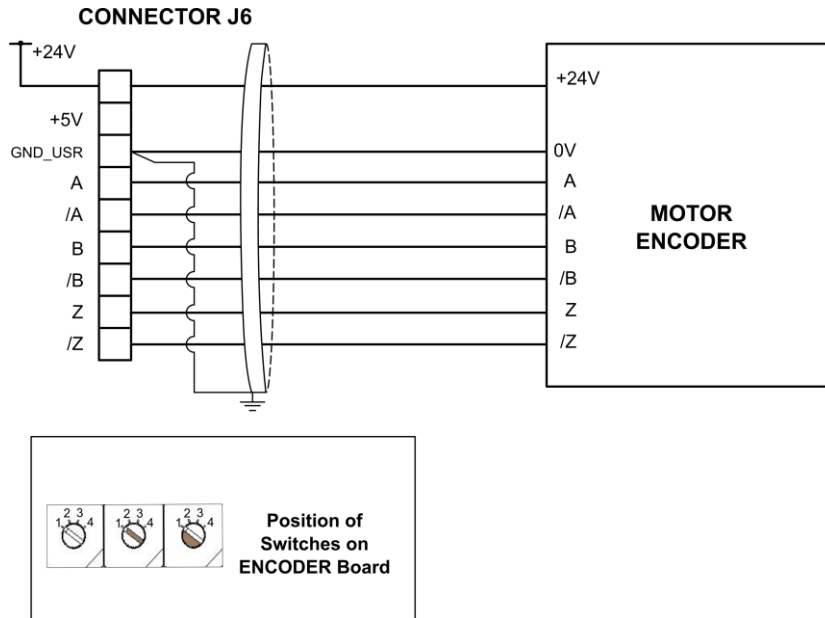 CONNECTOR J6
+24V
+24V
+5V
GND_USR
0V
A
A
/A
/A
MOTOR
ENCODER
B
B
/B
/B
Z
Z
/Z
/Z
1 2 3 4
1 2 3 4
1 2 3 4
Position of
Switches on
ENCODER Board